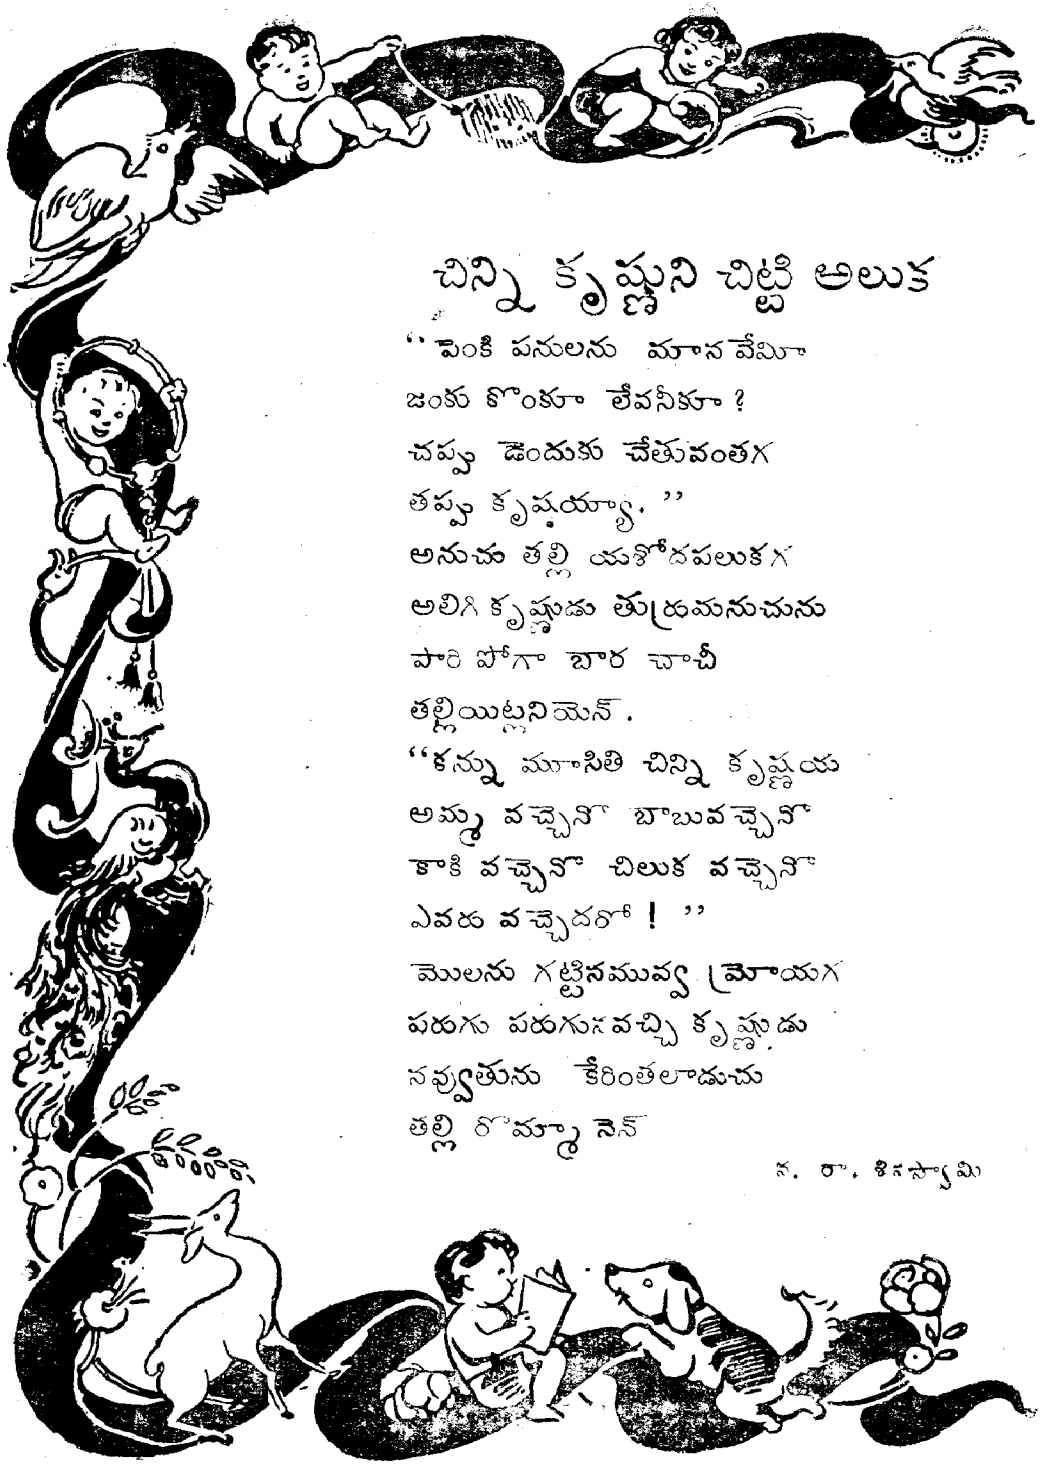 చిన్ని కృష్ణుని చిట్టి అలుక
“ పెంకి పనులను మానవేమీ
జంకు కొంకూ లేవనీకూ ?
చప్పు డెందుకు చేతువంతగ
తప్పు కృష్ణయ్యా. ”
అనుచు తల్లి యశోదపలుకగ
అలిగి కృష్ణుడు తుర్రుమనుచును
పారి పోగా బార చాచీ
తల్లియిట్లనియెన్ .
“కన్ను మూసితి చిన్ని కృష్ణయ
అమ్మ వచ్చెనొ బాబువచ్చెనో
కాకి వచ్చెనొ చిలుక వచ్చెనొ
ఎవరు వచ్చెదరో ! ”
మొలను గట్టినమువ్వ మ్రోయగ
పరుగు పరుగునవచ్చి కృష్ణుడు
నవ్వుతును కేరింతలాడుచు
తల్లి రొమ్మానెన్
న. రా. శివస్వామి